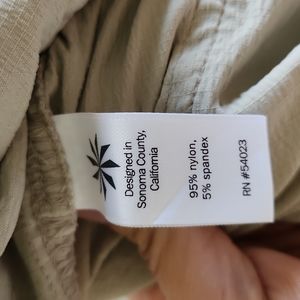 Designed in
Sonoma County,
California
95% nylon,
5% spandex
RN #54023